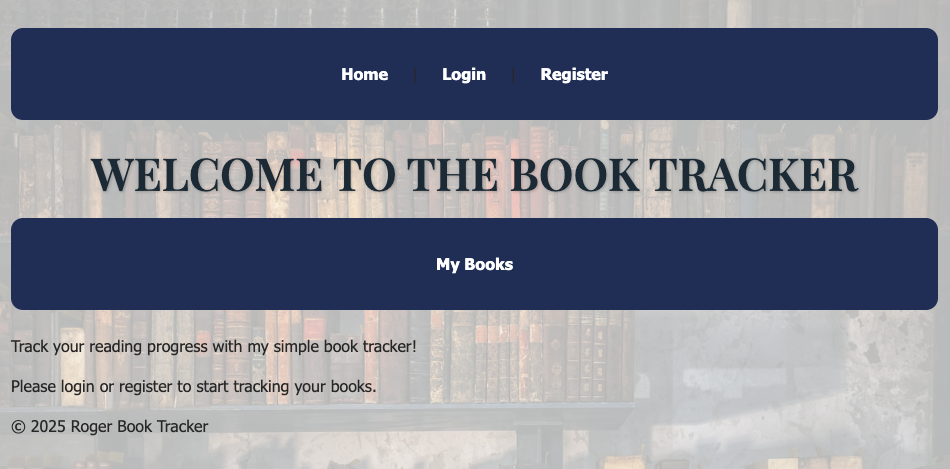 Home | Login | Register
WELCOME TO THE BOOK TRACKER
My Books
Track your reading progress with my simple book tracker!
Please login or register to start tracking your books.
© 2025 Roger Book Tracker